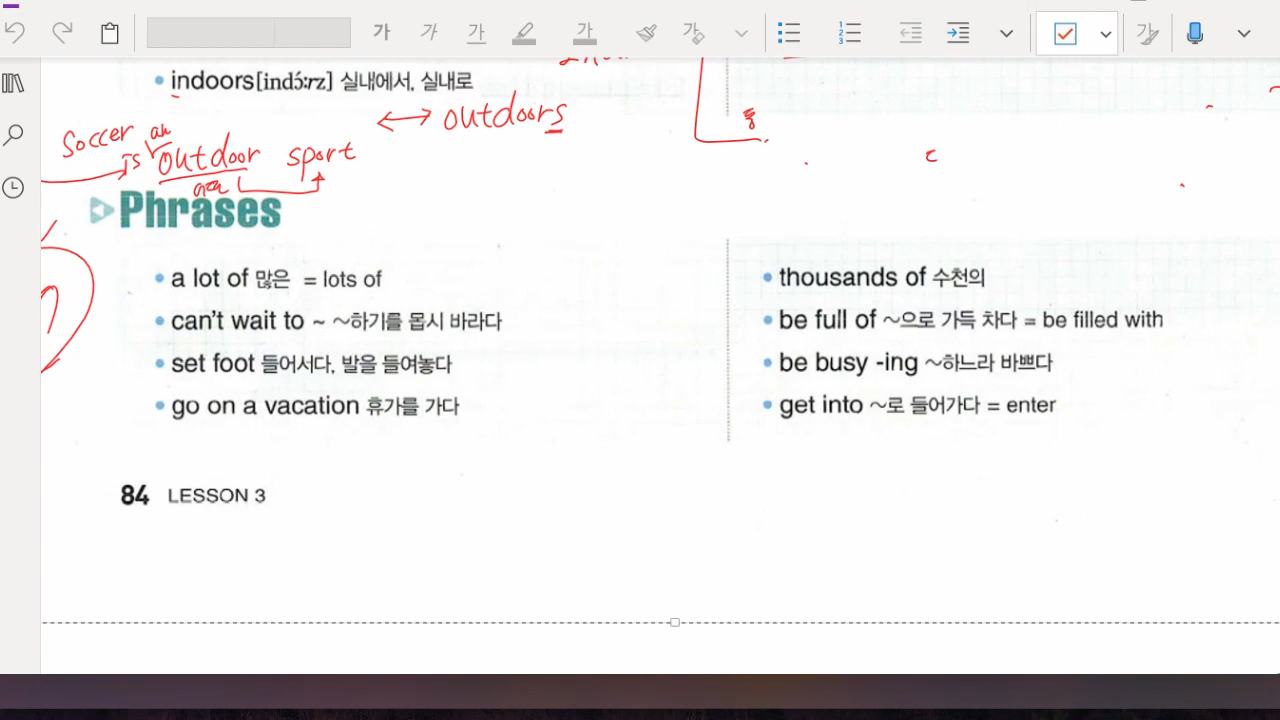 가 가 가 가 가 가
indoors[indɔ́ːrz] 실내에서, 실내로
↔ outdoors
soccer is an outdoor sport
Phrases
a lot of 많은 = lots of
can't wait to ~ ~하기를 몹시 바라다
set foot 들어서다, 발을 들여놓다
go on a vacation 휴가를 가다
thousands of 수천의
be full of ~으로 가득 차다 = be filled with
be busy -ing ~하느라 바쁘다
get into ~로 들어가다 = enter
84 LESSON 3